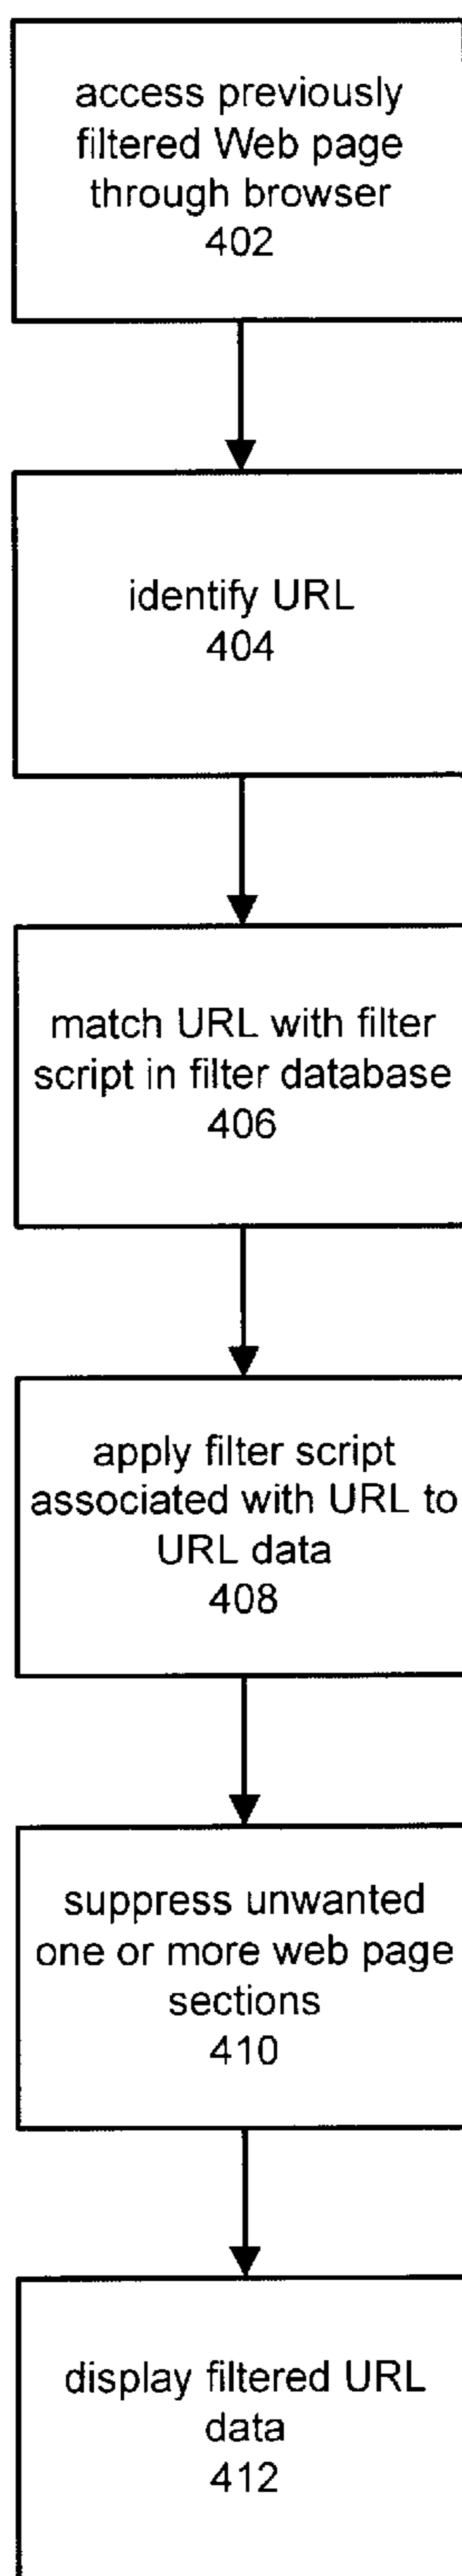 access previously
filtered Web page
through browser
402
identify URL
404
match URL with filter
script in filter database
406
apply filter script
associated with URL to
URL data
408
suppress unwanted
one or more web page
sections
410
display filtered URL
data
412